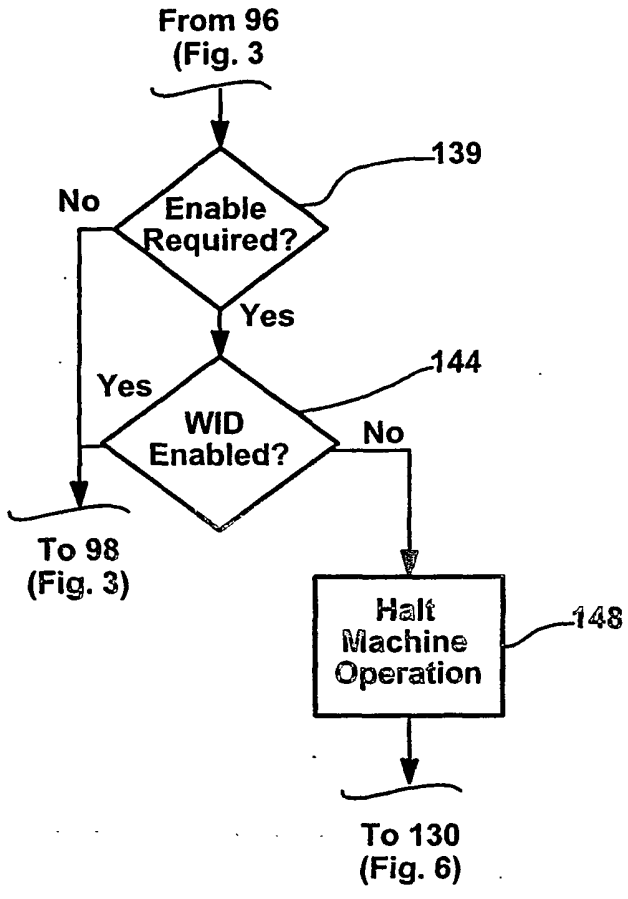 From 96
(Fig. 3
139
No
Enable
Required?
Yes
144
Yes
WID
Enabled?
No
To 98
(Fig. 3)
Halt
Machine
Operation
148
To 130
(Fig. 6)